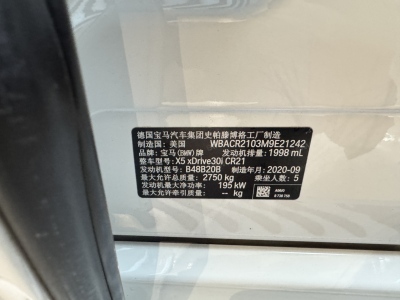 德国宝马汽车集团史帕滕博格工厂制造
制造国: 美国 WBACR2103M9E21242
品牌: 宝马(BMW)牌 发动机排量: 1998 mL
整车型号: X5 xDrive30i CR21
发动机型号: B48B20B 制造年月: 2020-09
最大允许总质量: 2750 kg 乘坐人数: 5
发动机最大净功率: 195 kW
最大允许牵引质量: -- kg